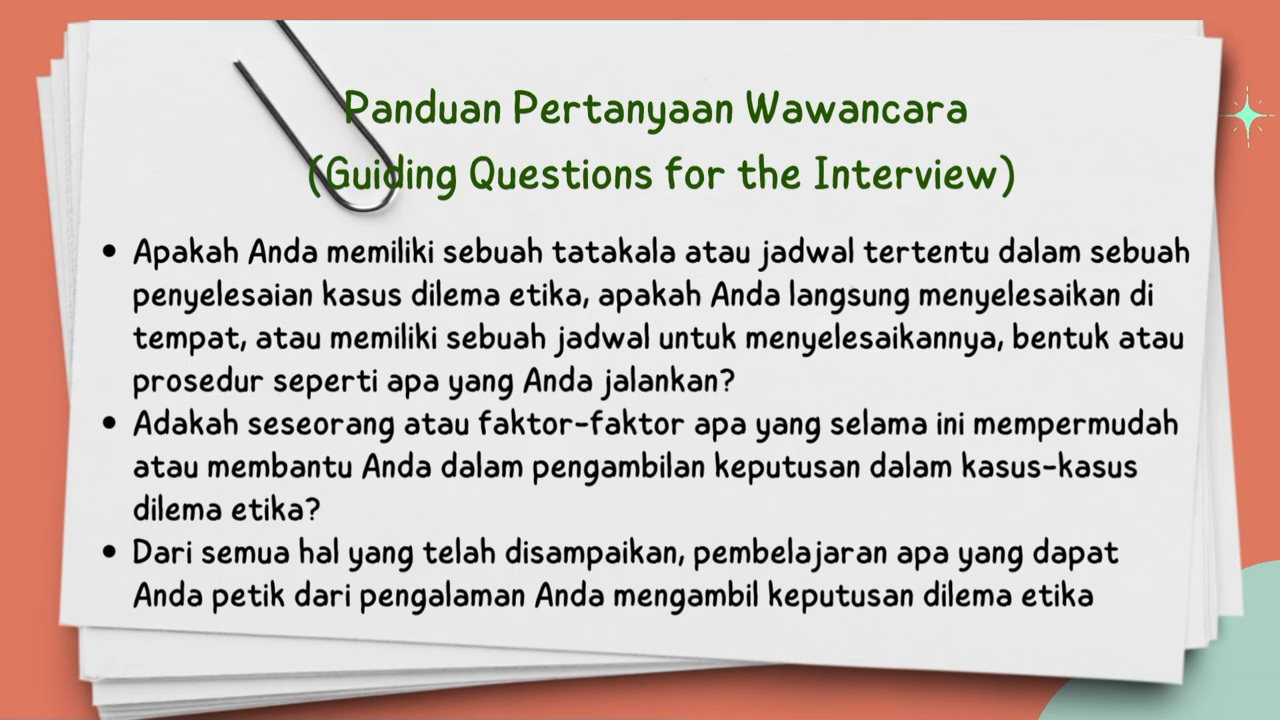 Panduan Pertanyaan Wawancara
(Guiding Questions for the Interview)
• Apakah Anda memiliki sebuah tatakala atau jadwal tertentu dalam sebuah
penyelesaian kasus dilema etika, apakah Anda langsung menyelesaikan di
tempat, atau memiliki sebuah jadwal untuk menyelesaikannya, bentuk atau
prosedur seperti apa yang Anda jalankan?
• Adakah seseorang atau faktor-faktor apa yang selama ini mempermudah
atau membantu Anda dalam pengambilan keputusan dalam kasus-kasus
dilema etika?
• Dari semua hal yang telah disampaikan, pembelajaran apa yang dapat
Anda petik dari pengalaman Anda mengambil keputusan dilema etika